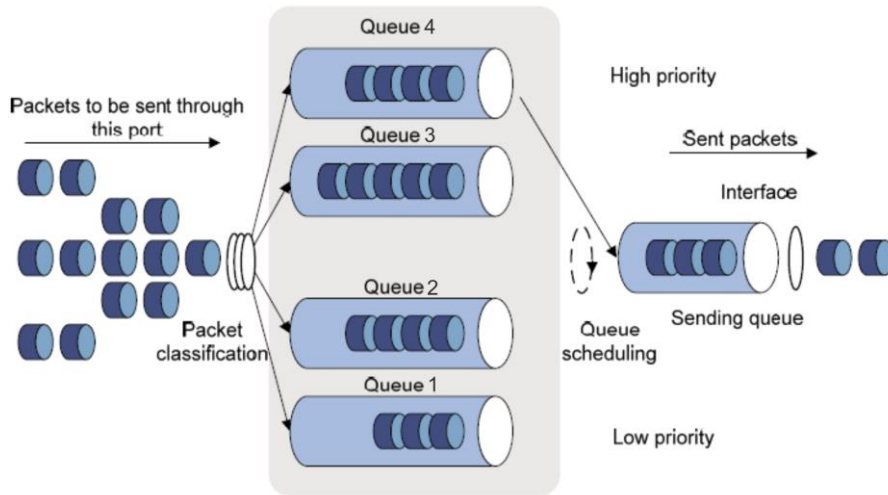 Queue 4
High priority
Packets to be sent through
this port
Queue 3
Sent packets
Interface
Queue 2
Packet
classification
Sending queue
Queue
scheduling
Queue 1
Low priority